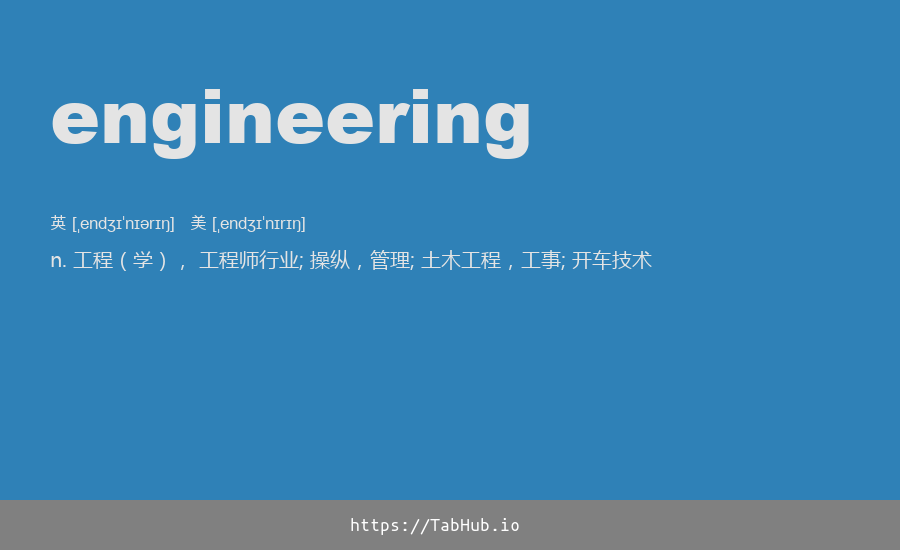 engineering
英 [ˌendʒɪˈnɪərɪŋ] 美 [ˌendʒɪˈnɪrɪŋ]
n. 工程（学）， 工程师行业; 操纵，管理; 土木工程，工事; 开车技术
https://TabHub.io